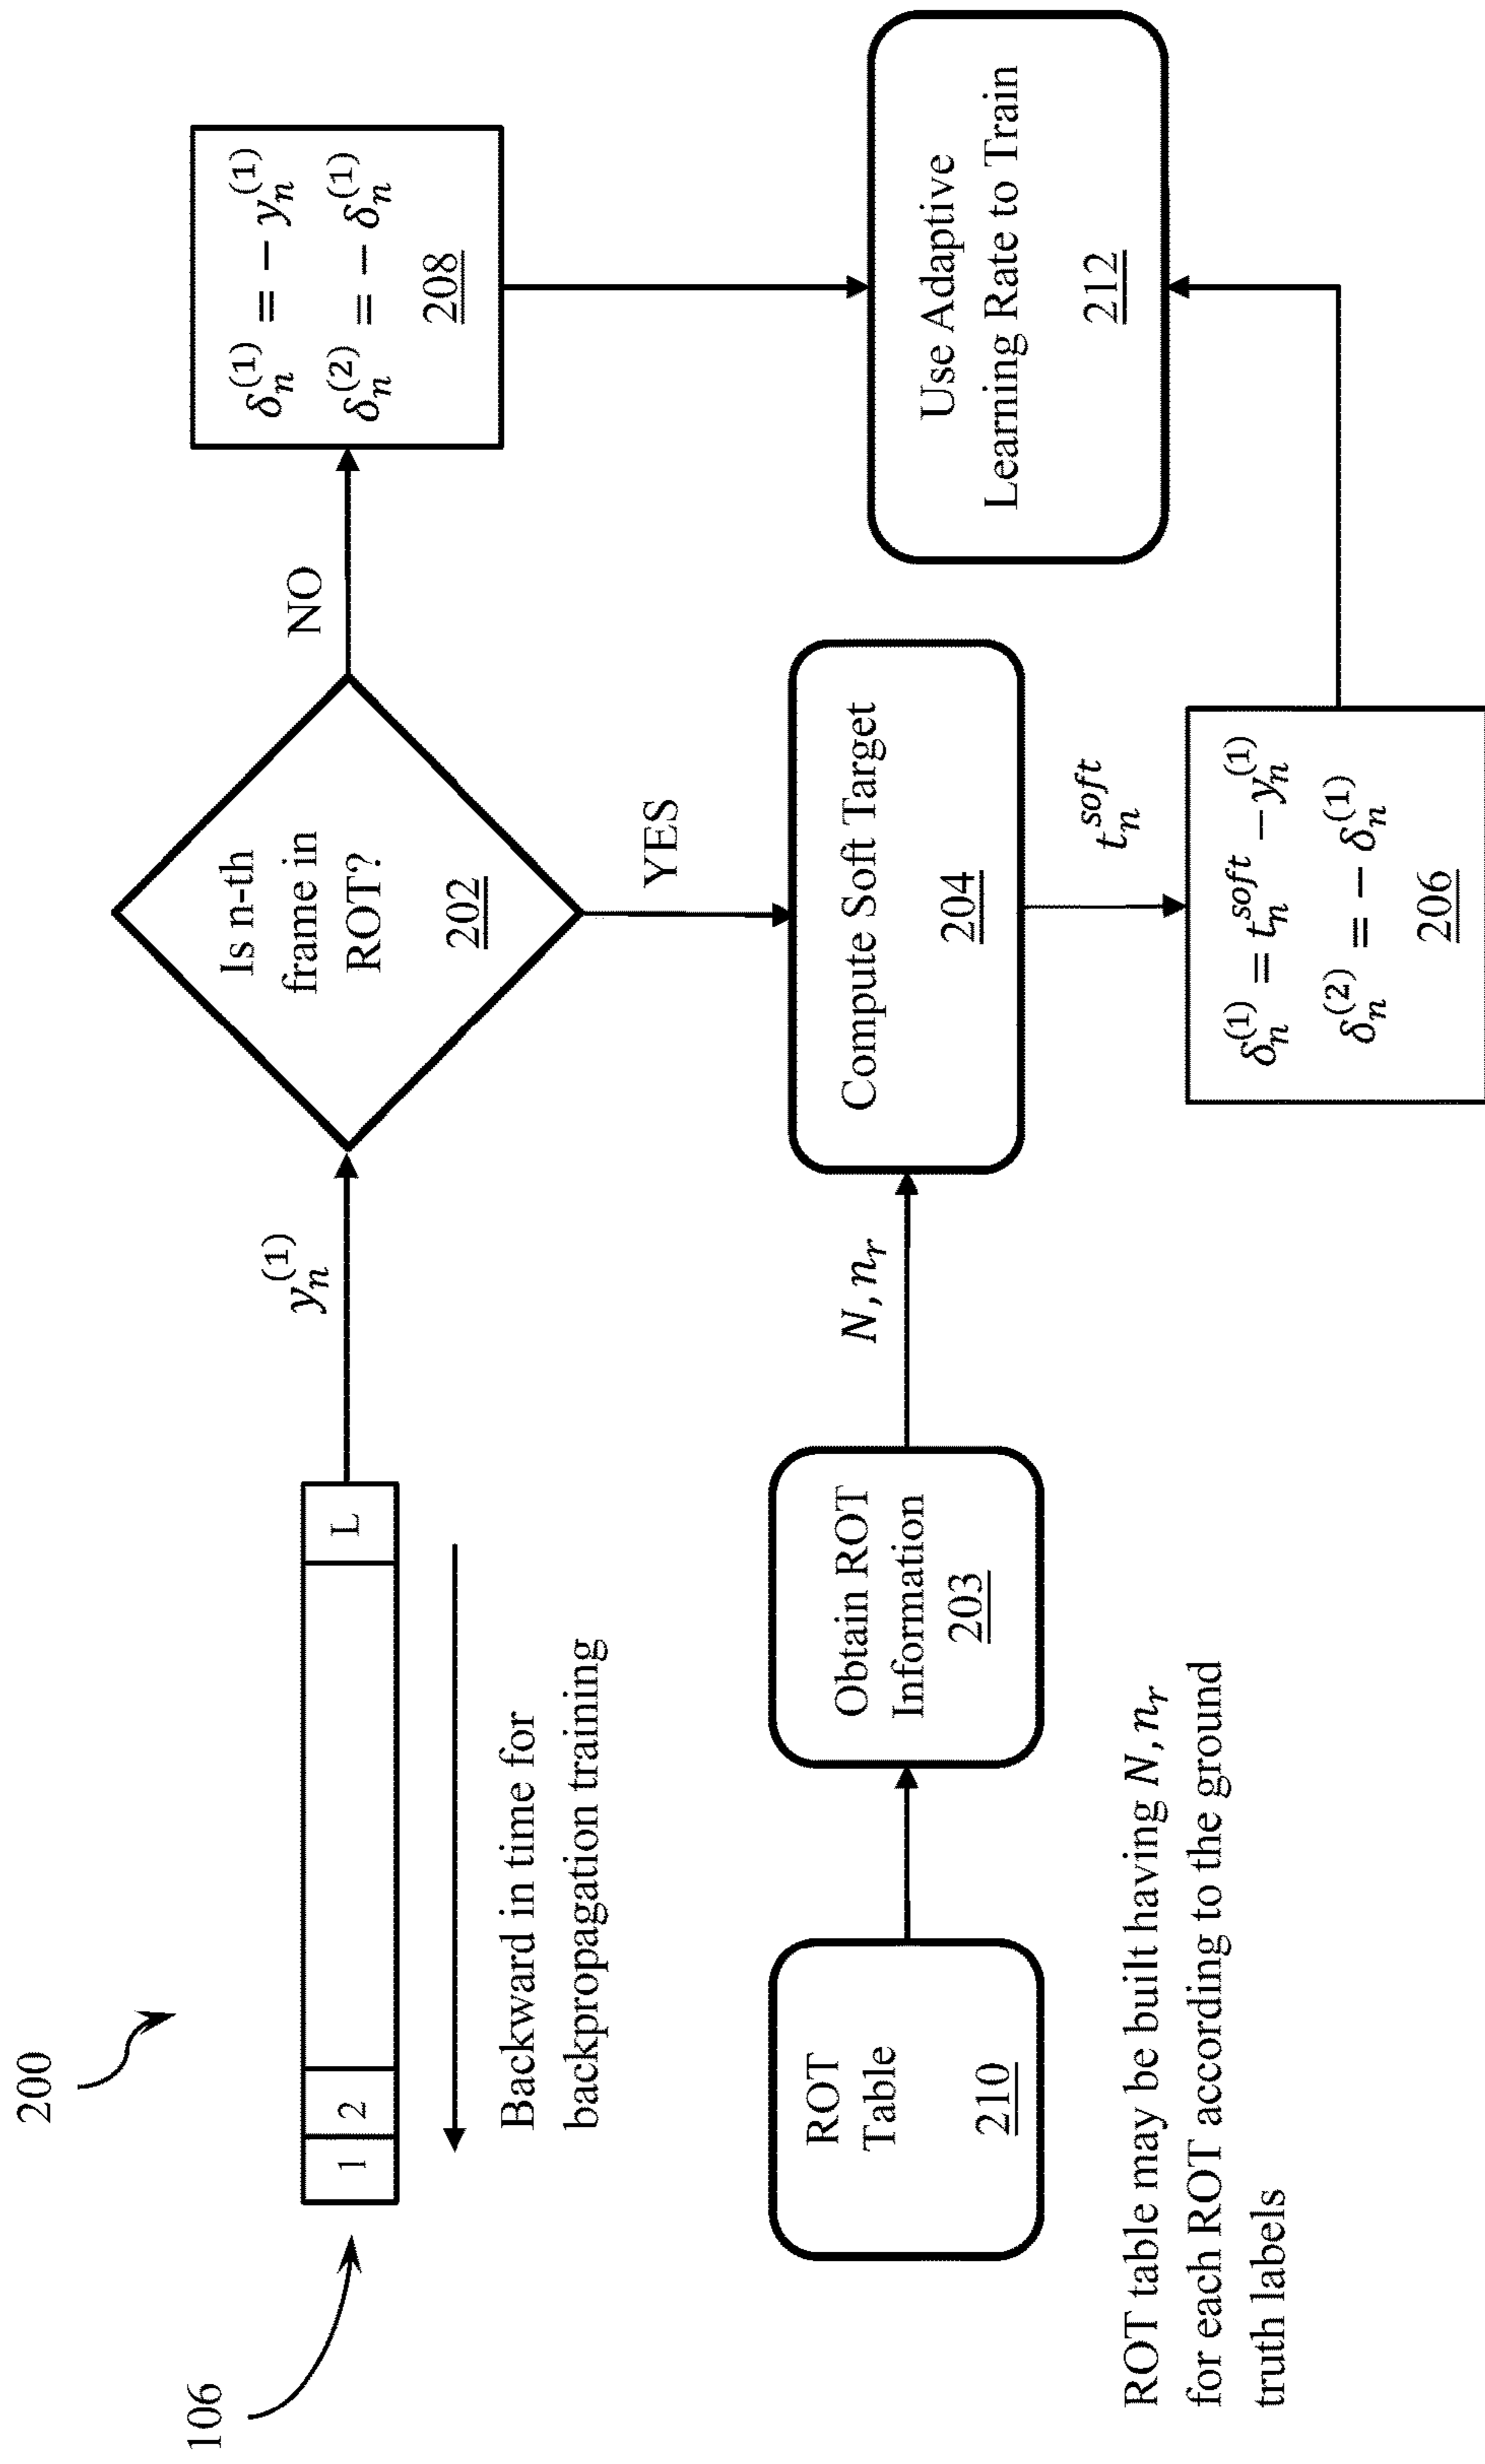 200
106
1
2
L
Backward in time for
backpropagation training
y_n^{(1)}
Is n-th
frame in
ROT?
202
NO
δ_n^{(1)} = − y_n^{(1)}
δ_n^{(2)} = − δ_n^{(1)}
208
YES
ROT
Table
210
Obtain ROT
Information
203
N, n_r
Compute Soft Target
204
Use Adaptive
Learning Rate to Train
212
t_n^{soft}
δ_n^{(1)} = t_n^{soft} − y_n^{(1)}
δ_n^{(2)} = − δ_n^{(1)}
206
ROT table may be built having N, n_r
for each ROT according to the ground
truth labels